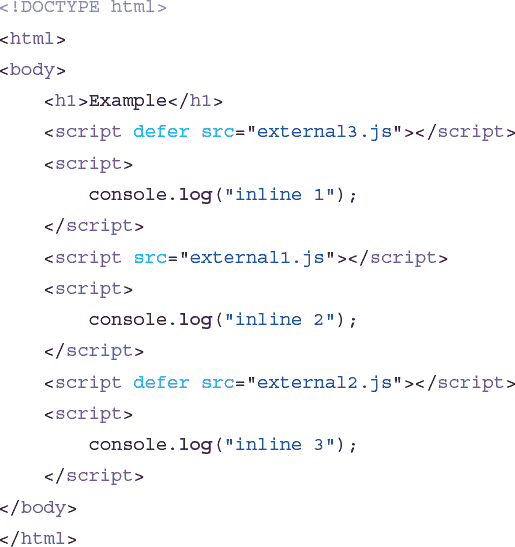 <!DOCTYPE html>
<html>
<body>
    <h1>Example</h1>
    <script defer src="external3.js"></script>
    <script>
        console.log("inline 1");
    </script>
    <script src="external1.js"></script>
    <script>
        console.log("inline 2");
    </script>
    <script defer src="external2.js"></script>
    <script>
        console.log("inline 3");
    </script>
</body>
</html>